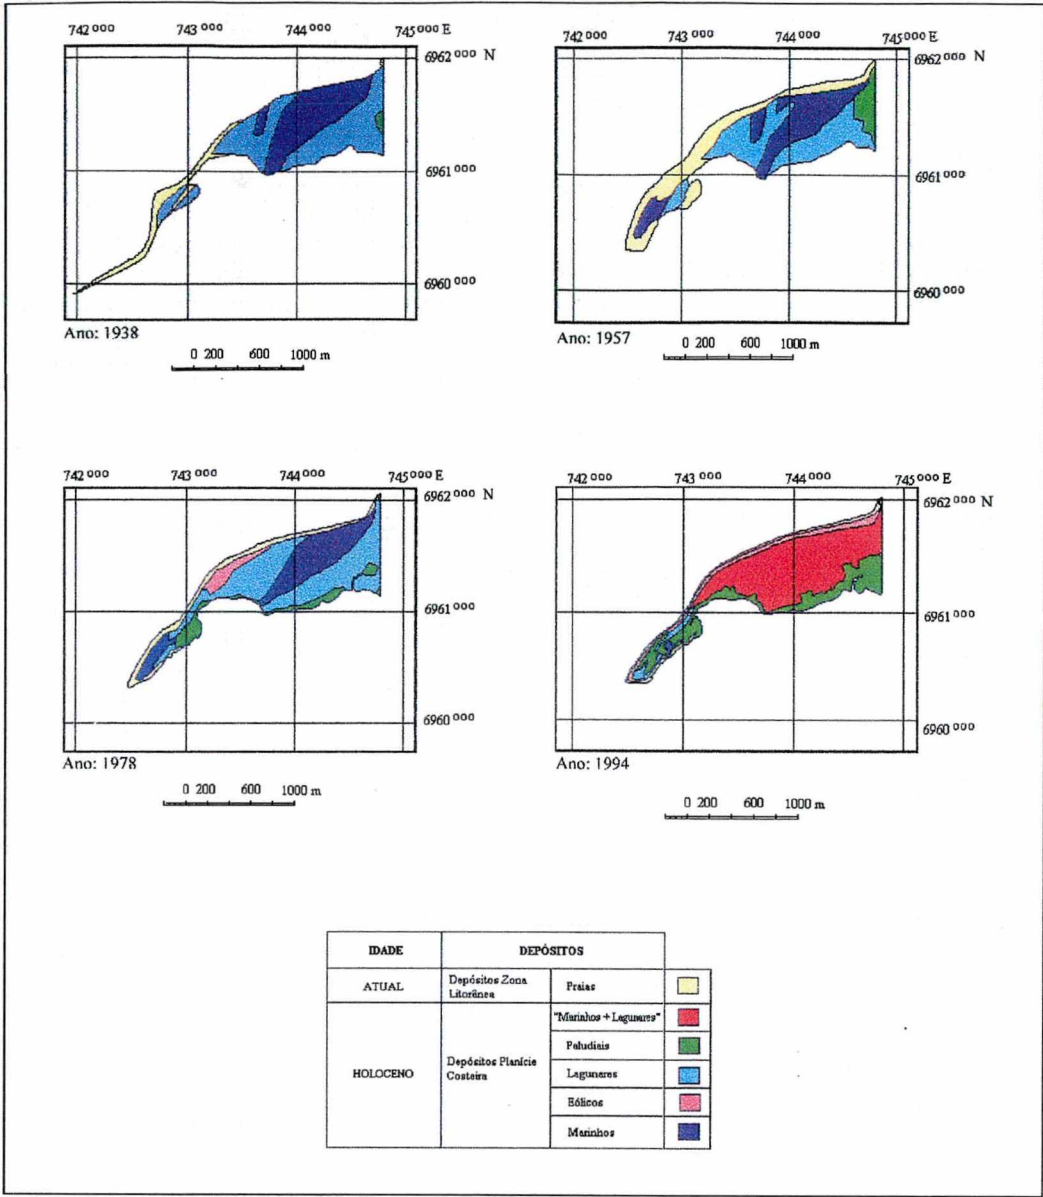 742 000 743 000 744 000 745 000 E
6962 000 N
6961 000
6960 000
Ano: 1938
0 200 600 1000 m
742 000 743 000 744 000 745 000 E
6962 000 N
6961 000
6960 000
Ano: 1957
0 200 600 1000 m
742 000 743 000 744 000 745 000 E
6962 000 N
6961 000
6960 000
Ano: 1978
0 200 600 1000 m
742 000 743 000 744 000 745 000 E
6962 000 N
6961 000
6960 000
Ano: 1994
0 200 600 1000 m
IDADE DEPÓSITOS
ATUAL Depósitos Zona Litorânea Praias
HOLOCENO Depósitos Planície Costeira "Marinhos + Lagunares"
Paludiais
Lagunares
Eólicos
Marinhos